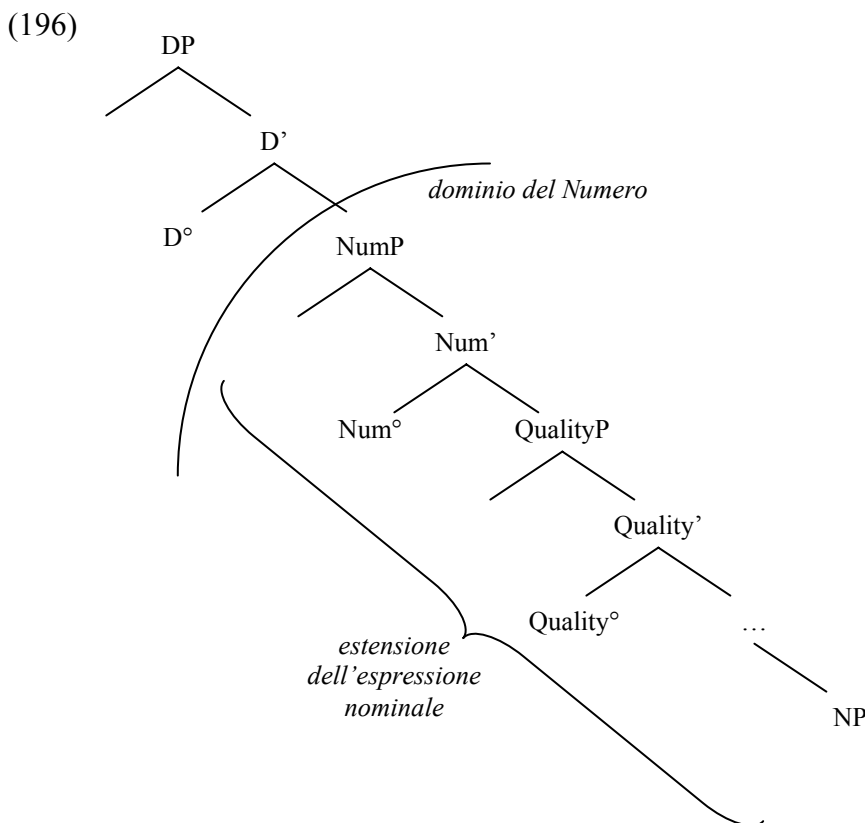 (196)
DP
D’
dominio del Numero
D°
NumP
Num’
Num°
QualityP
Quality’
Quality°
…
estensione
dell’espressione
nominale
NP